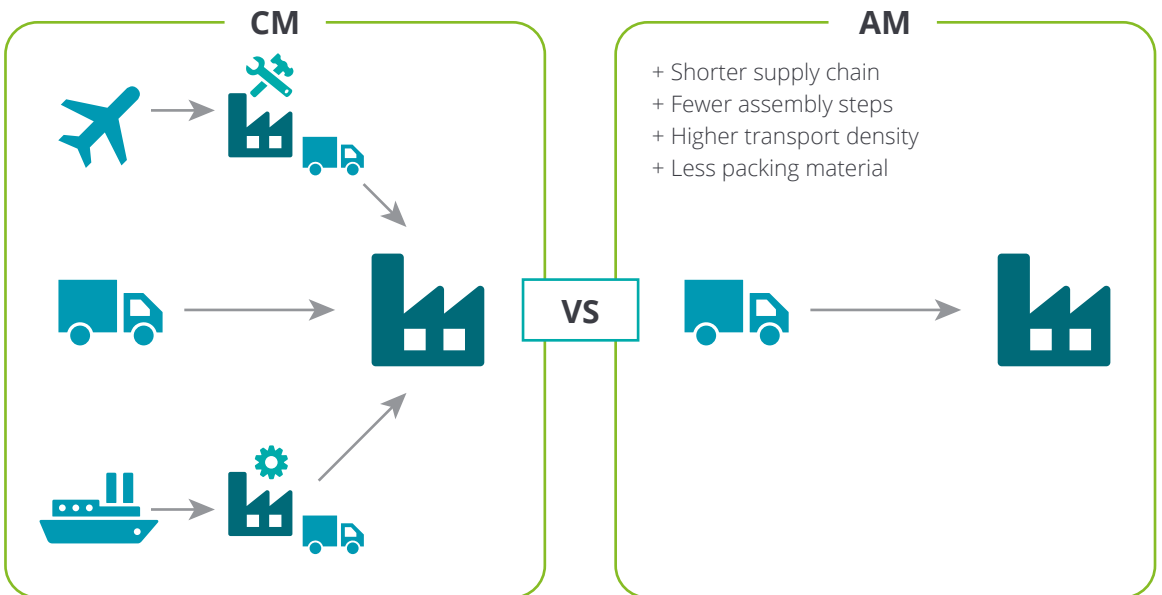 CM
AM
+ Shorter supply chain
+ Fewer assembly steps
+ Higher transport density
+ Less packing material
VS